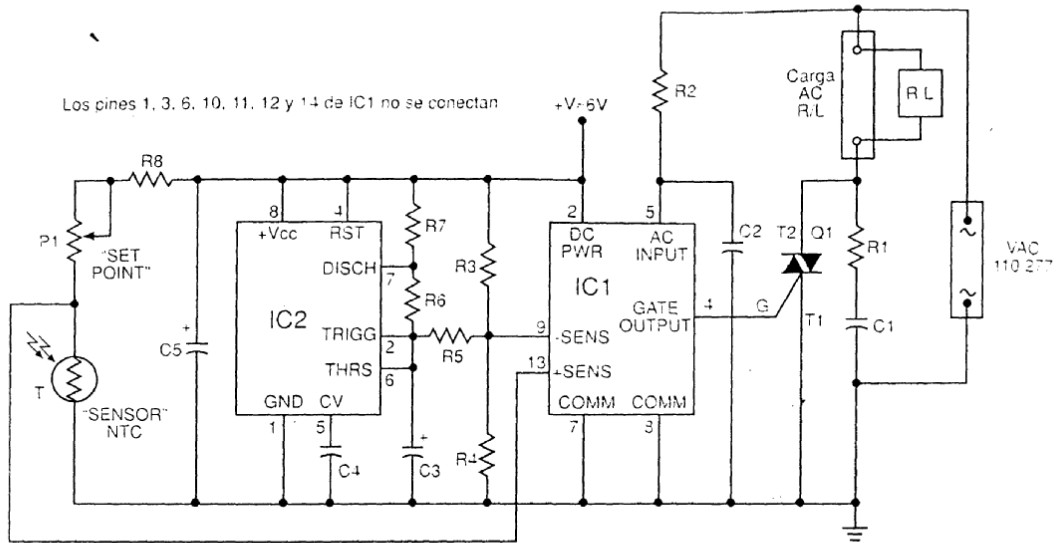 Los pines 1, 3, 6, 10, 11, 12 y 14 de IC1 no se conectan
+V≈6V
R2
Carga
AC
R/L
RL
R8
P1
"SET
POINT"
8
+Vcc
4
RST
R7
DISCH
7
R3
R6
IC2
TRIGG
2
R5
THRS
6
C5
+
T
"SENSOR"
NTC
GND
1
CV
5
C4
+
C3
R4
2
DC
PWR
5
AC
INPUT
IC1
GATE
OUTPUT
4
9
-SENS
13
+SENS
COMM
7
COMM
8
C2
T2
Q1
G
T1
R1
C1
~
~
VAC
110-277